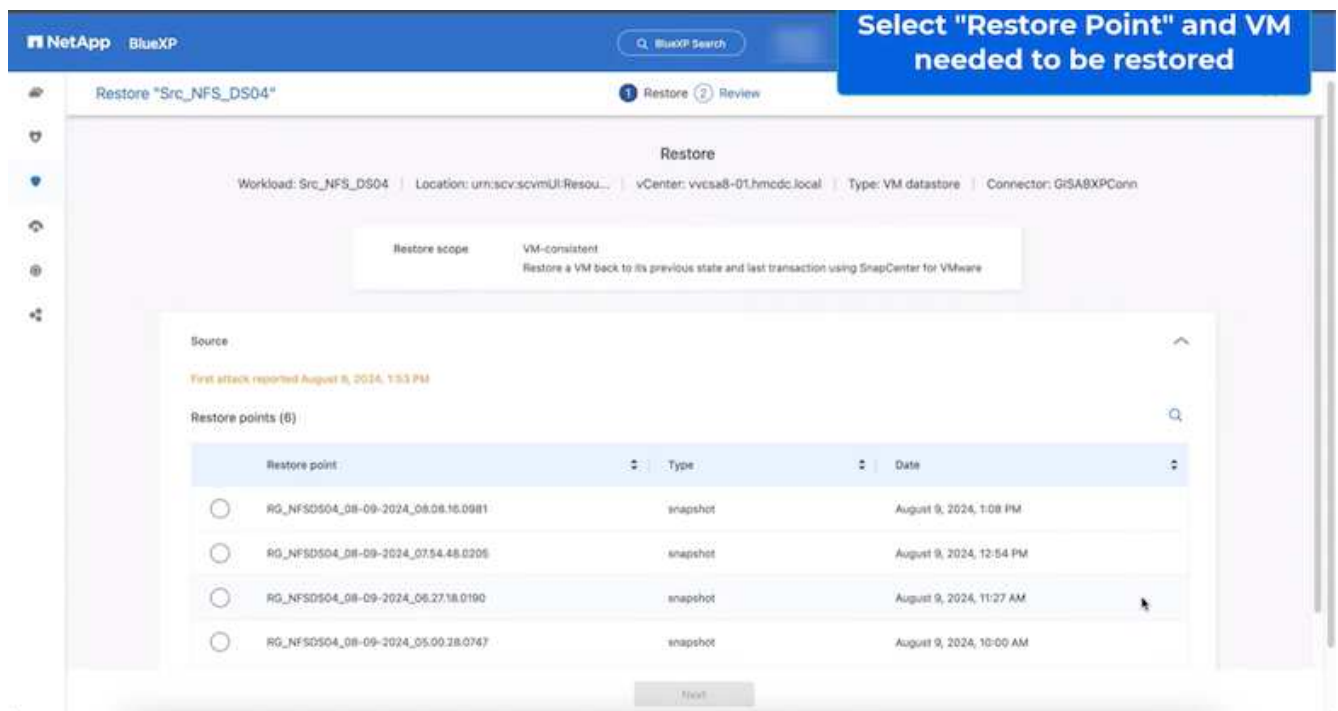 Select "Restore Point" and VM
needed to be restored
NetApp BlueXP
BlueXP Search
Restore "Src_NFS_DS04"
1 Restore 2 Review
Restore
Workload: Src_NFS_DS04 | Location: urn:scv:scvmUI:Resou... | vCenter: vvcsa8-01.hmcdc.local | Type: VM datastore | Connector: GISABXPConn
Restore scope VM-consistent
Restore a VM back to its previous state and last transaction using SnapCenter for VMware
Source
First attack reported August 2024, 1:53 PM
Restore points (6)
Restore point Type Date
RG_NFSDS04_08-09-2024_08.08.16.0981 snapshot August 9, 2024, 1:08 PM
RG_NFSDS04_08-09-2024_07.54.48.0205 snapshot August 9, 2024, 12:54 PM
RG_NFSDS04_08-09-2024_06.27.18.0190 snapshot August 9, 2024, 11:27 AM
RG_NFSDS04_08-09-2024_05.00.28.0747 snapshot August 9, 2024, 10:00 AM
Next